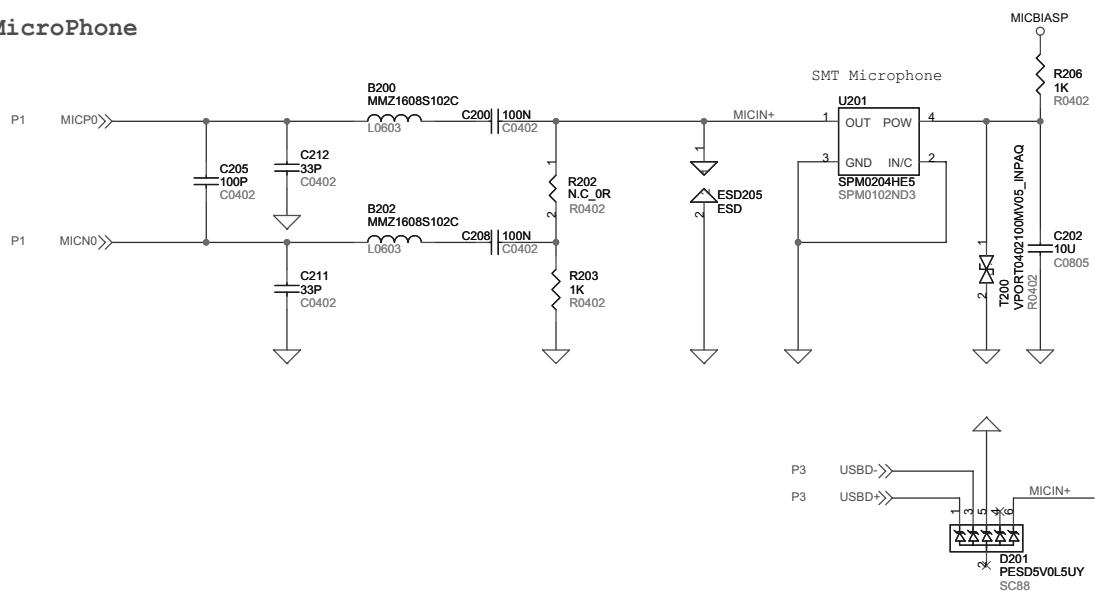 MicroPhone
MICBIASP
R206
1K
R0402
SMT Microphone
U201
1 OUT POW 4
3 GND IN/C 2
SPM0204HE5
SPM0102ND3
P1 MICP0
B200
MMZ1608S102C
L0603
C200 100N
C0402
MICIN+
C205
100P
C0402
C212
33P
C0402
1
R202
N.C_0R
R0402
2
1
ESD205
ESD
2
P1 MICN0
B202
MMZ1608S102C
L0603
C208 100N
C0402
C211
33P
C0402
R203
1K
R0402
1
2
T200
VPORT0402100MV05_INPAQ
R0402
C202
10U
C0805
P3 USBD-
P3 USBD+
MICIN+
1 3 5 4 6
2
D201
PESD5V0L5UY
SC88